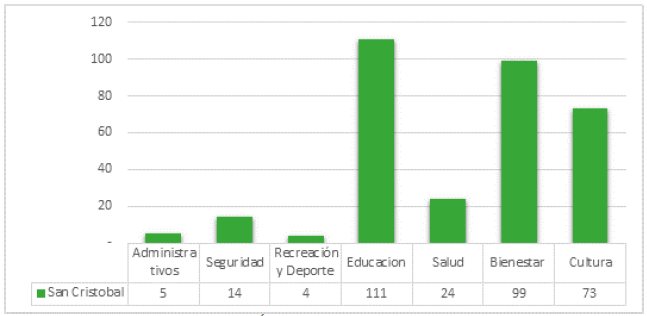 120
100
80
60
40
20
-
Administra
tivos
Seguridad
Recreación
y Deporte
Educacion
Salud
Bienestar
Cultura
San Cristobal 5 14 4 111 24 99 73